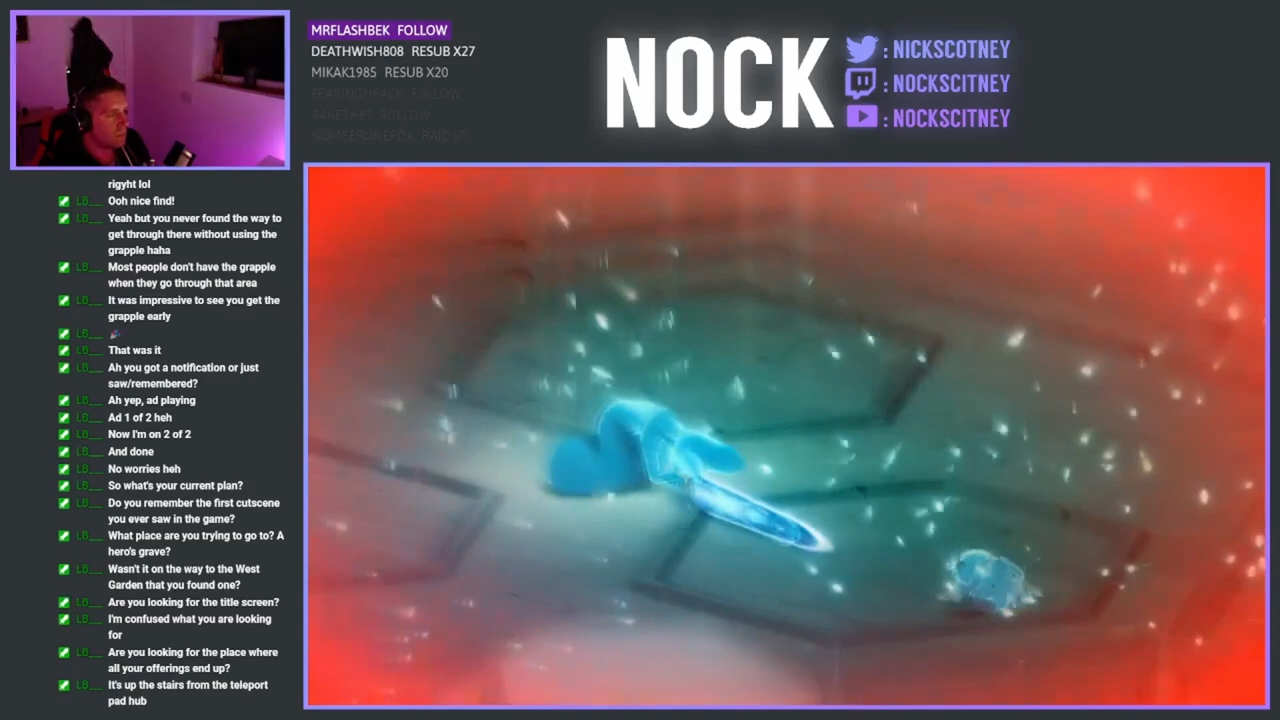 MRFLASHBEK FOLLOW
DEATHWISH808 RESUB X27
MIKAK1985 RESUB X20
NOCK
: NICKSCOTNEY
: NOCKSCITNEY
: NOCKSCITNEY
rigyht lol
Ooh nice find!
Yeah but you never found the way to
get through there without using the
grapple haha
Most people don't have the grapple
when they go through that area
It was impressive to see you get the
grapple early
That was it
Ah you got a notification or just
saw/remembered?
Ah yep, ad playing
Ad 1 of 2 heh
Now I'm on 2 of 2
And done
No worries heh
So what's your current plan?
Do you remember the first cutscene
you ever saw in the game?
What place are you trying to go to? A
hero's grave?
Wasn't it on the way to the West
Garden that you found one?
Are you looking for the title screen?
I'm confused what you are looking
for
Are you looking for the place where
all your offerings end up?
It's up the stairs from the teleport
pad hub